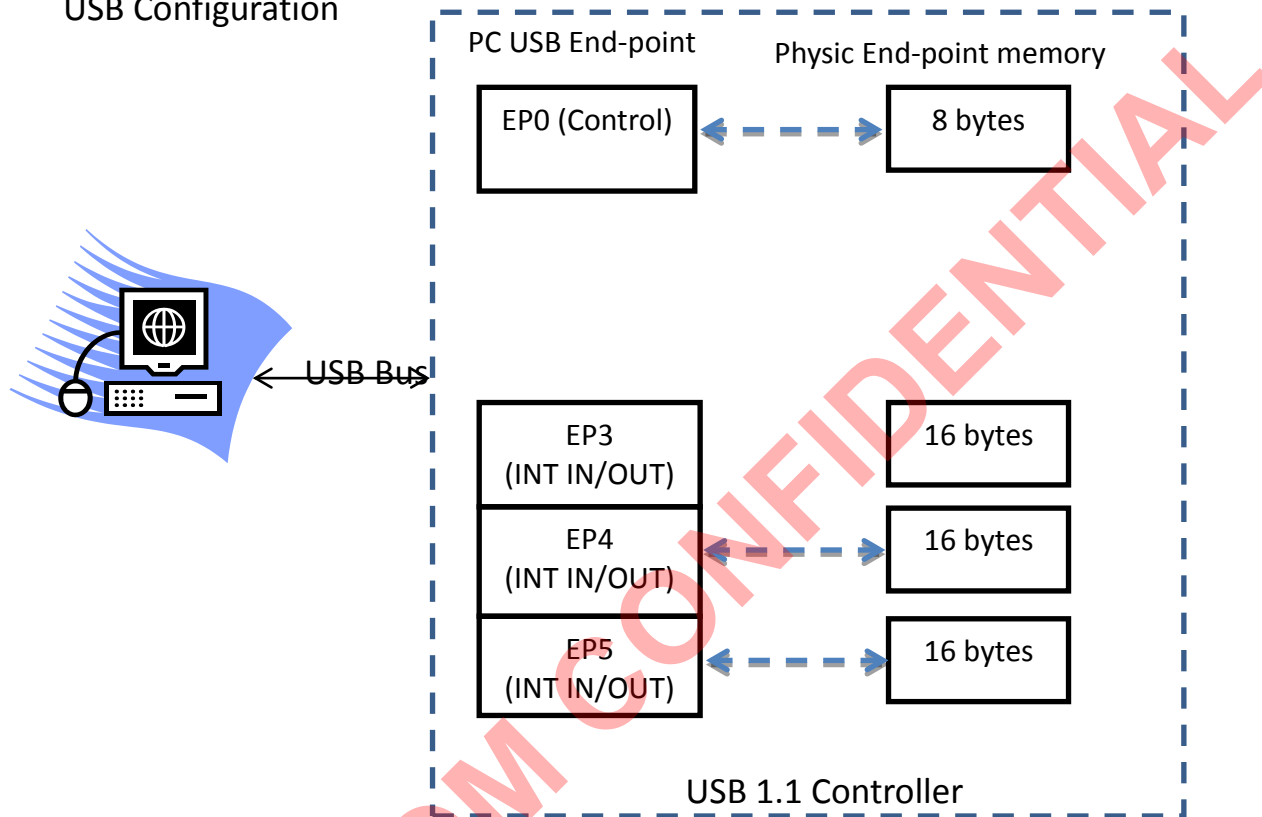 USB Configuration
PC USB End-point
Physic End-point memory
EP0 (Control)
8 bytes
USB Bus
EP3
(INT IN/OUT)
16 bytes
EP4
(INT IN/OUT)
16 bytes
EP5
(INT IN/OUT)
16 bytes
USB 1.1 Controller
OM CONFIDENTIAL